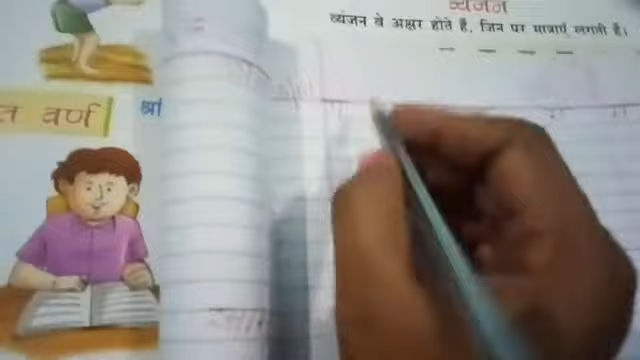 व्यंजन
व्यंजन वे अक्षर होते हैं, जिन पर मात्राएँ लगती हैं।
वर्ण